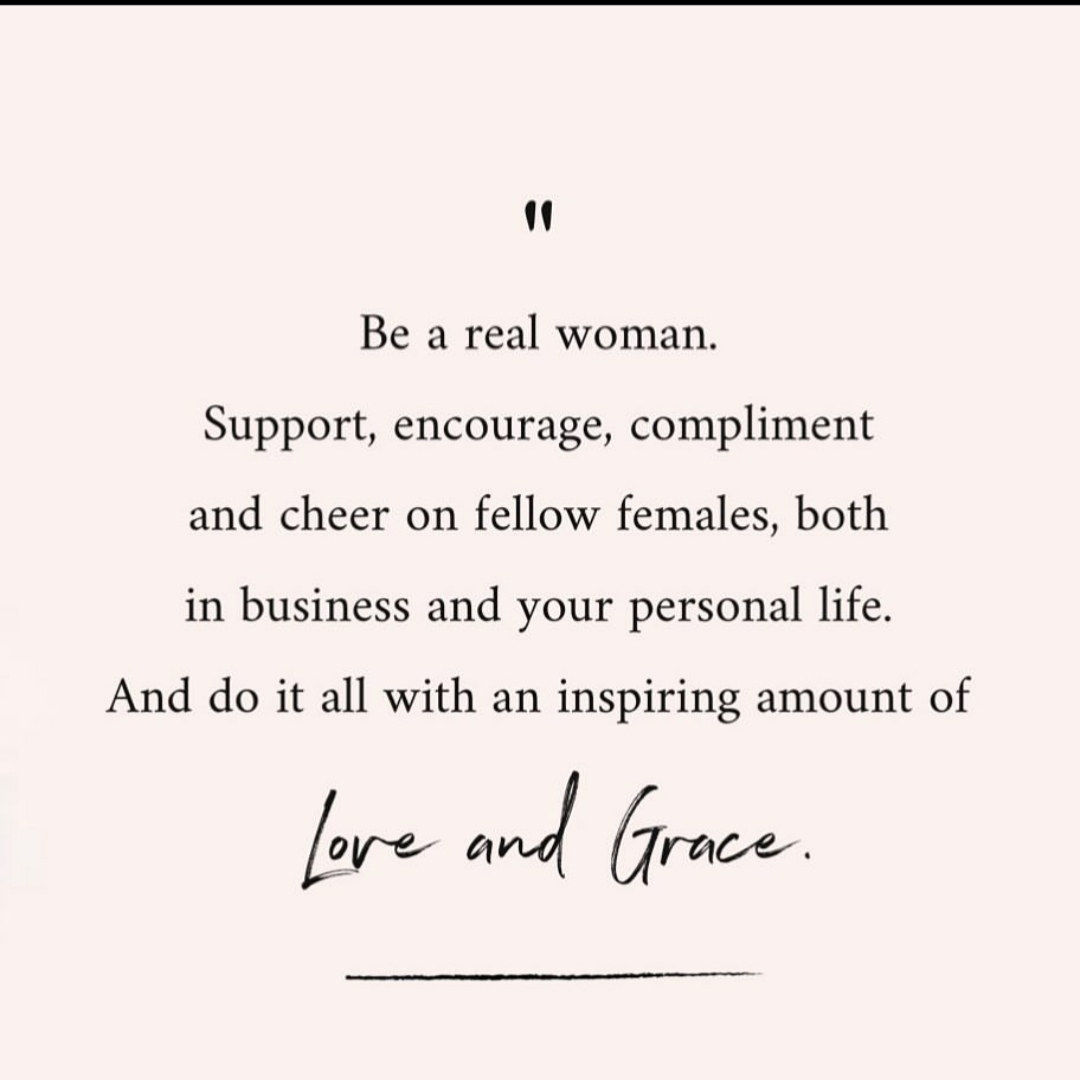 "
Be a real woman.
Support, encourage, compliment
and cheer on fellow females, both
in business and your personal life.
And do it all with an inspiring amount of
Love and Grace.